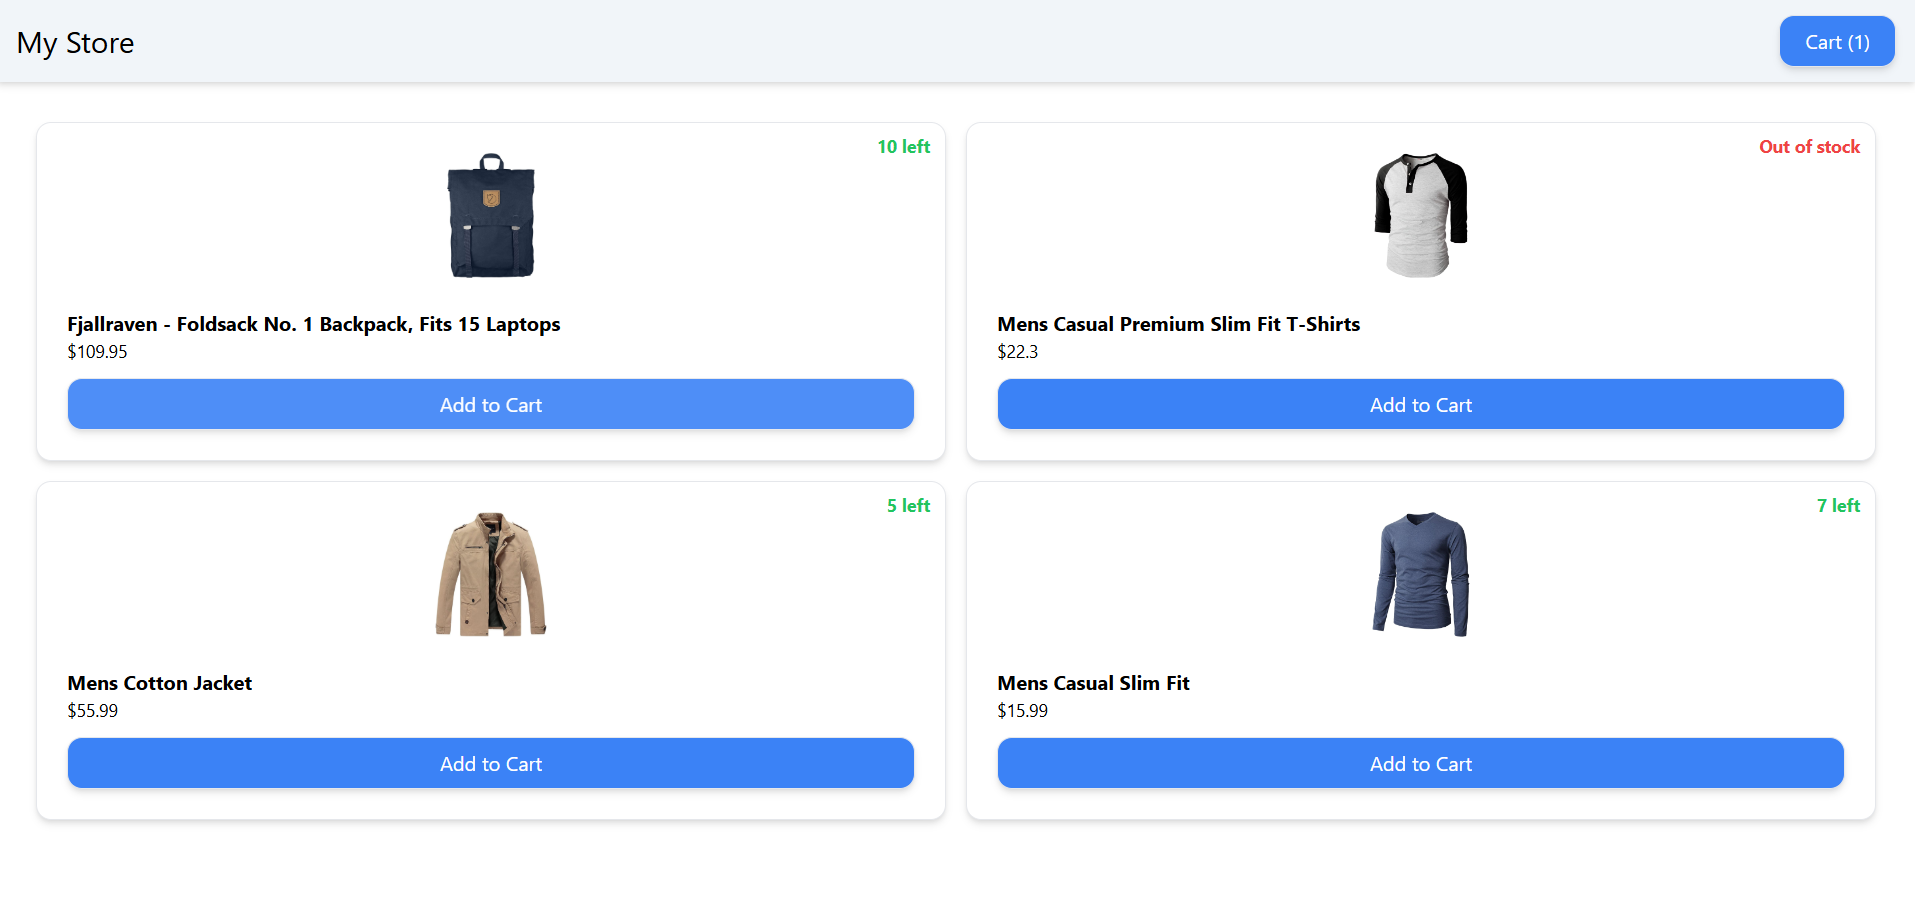 My Store
Cart (1)
10 left
Fjallraven - Foldsack No. 1 Backpack, Fits 15 Laptops
$109.95
Add to Cart
Out of stock
Mens Casual Premium Slim Fit T-Shirts
$22.3
Add to Cart
5 left
Mens Cotton Jacket
$55.99
Add to Cart
7 left
Mens Casual Slim Fit
$15.99
Add to Cart